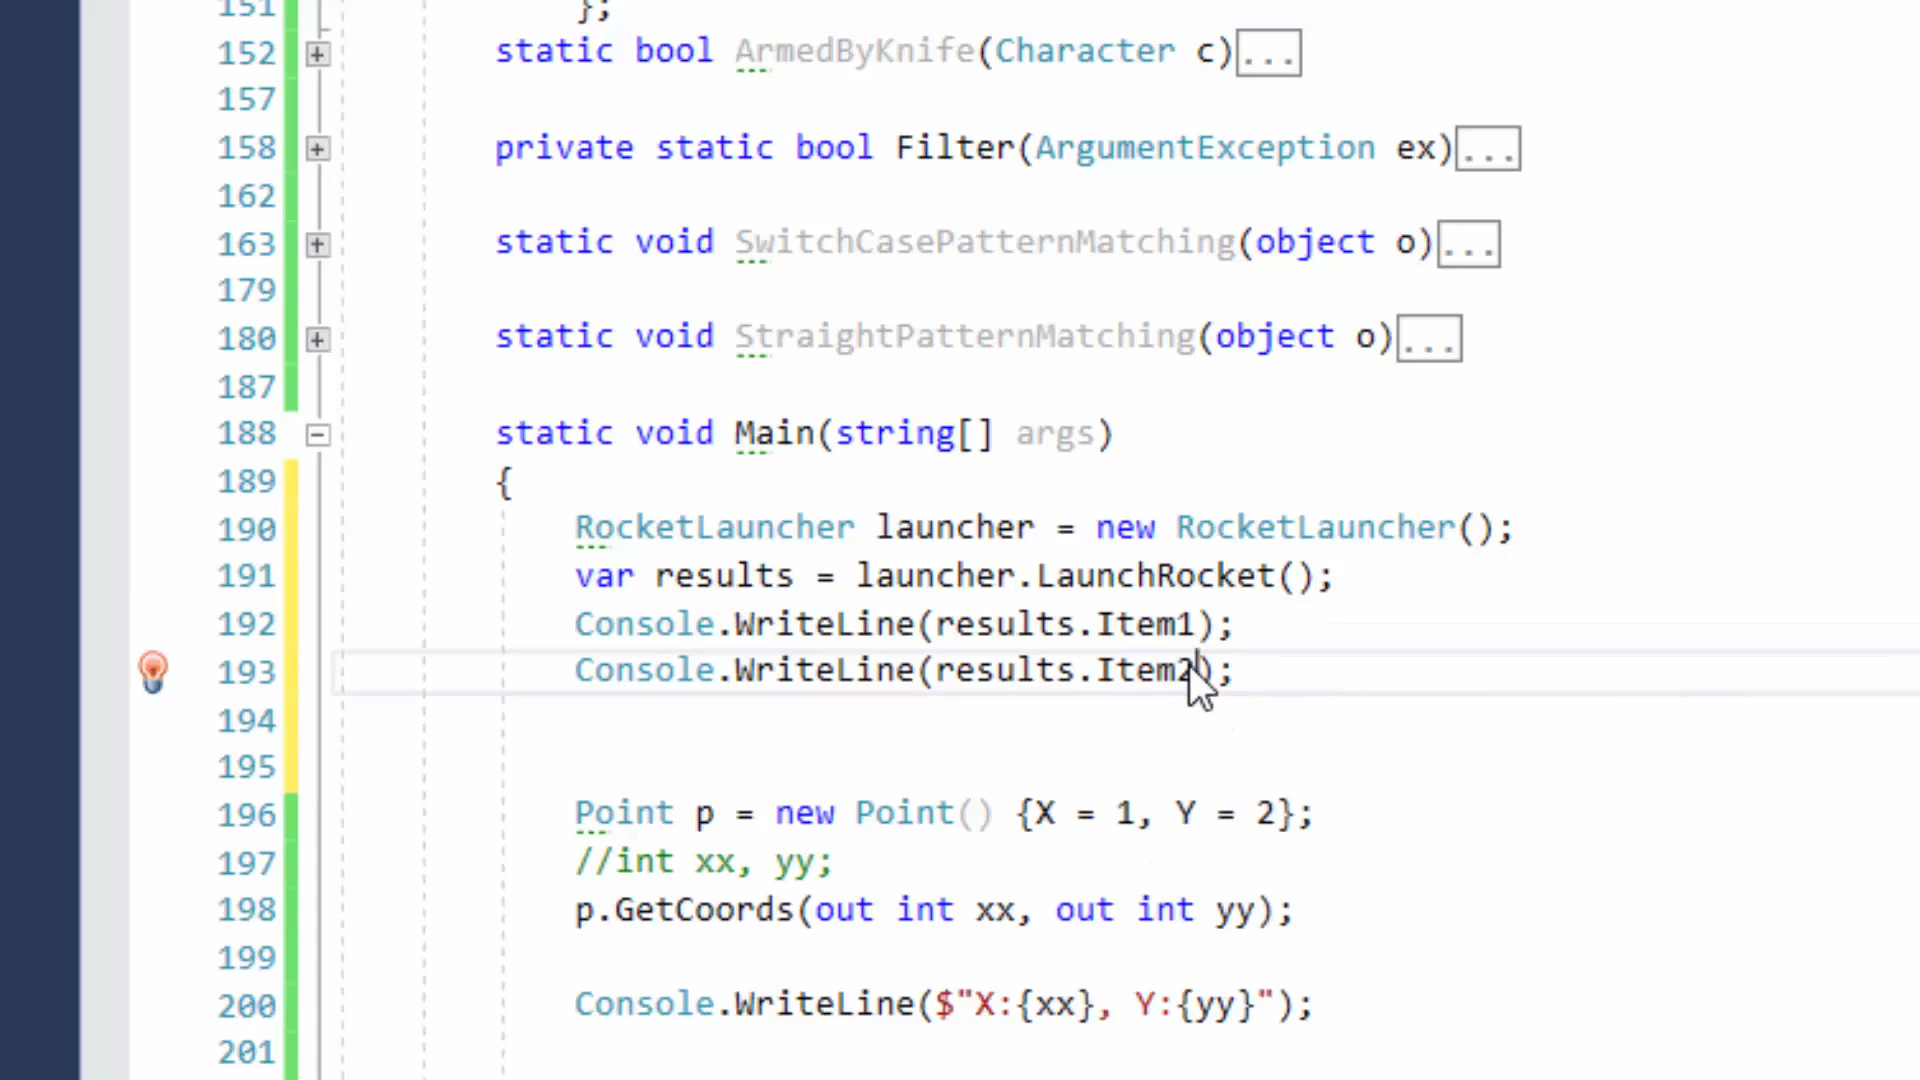 151 };
152 static bool ArmedByKnife(Character c)...
157
158 private static bool Filter(ArgumentException ex)...
162
163 static void SwitchCasePatternMatching(object o)...
179
180 static void StraightPatternMatching(object o)...
187
188 static void Main(string[] args)
189 {
190 RocketLauncher launcher = new RocketLauncher();
191 var results = launcher.LaunchRocket();
192 Console.WriteLine(results.Item1);
193 Console.WriteLine(results.Item2);
194
195
196 Point p = new Point() {X = 1, Y = 2};
197 //int xx, yy;
198 p.GetCoords(out int xx, out int yy);
199
200 Console.WriteLine($"X:{xx}, Y:{yy}");
201